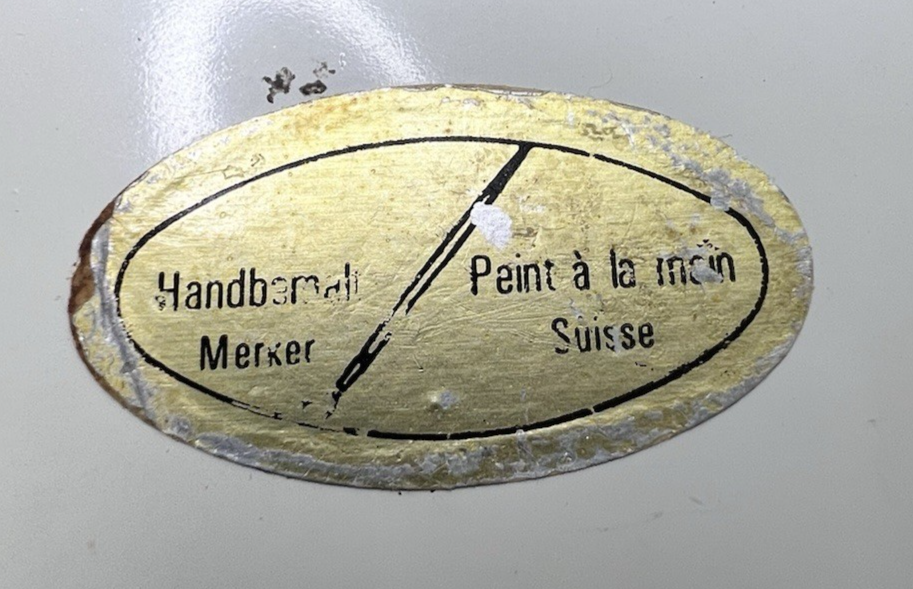 Handbemalt
Merker
Peint à la main
Suisse